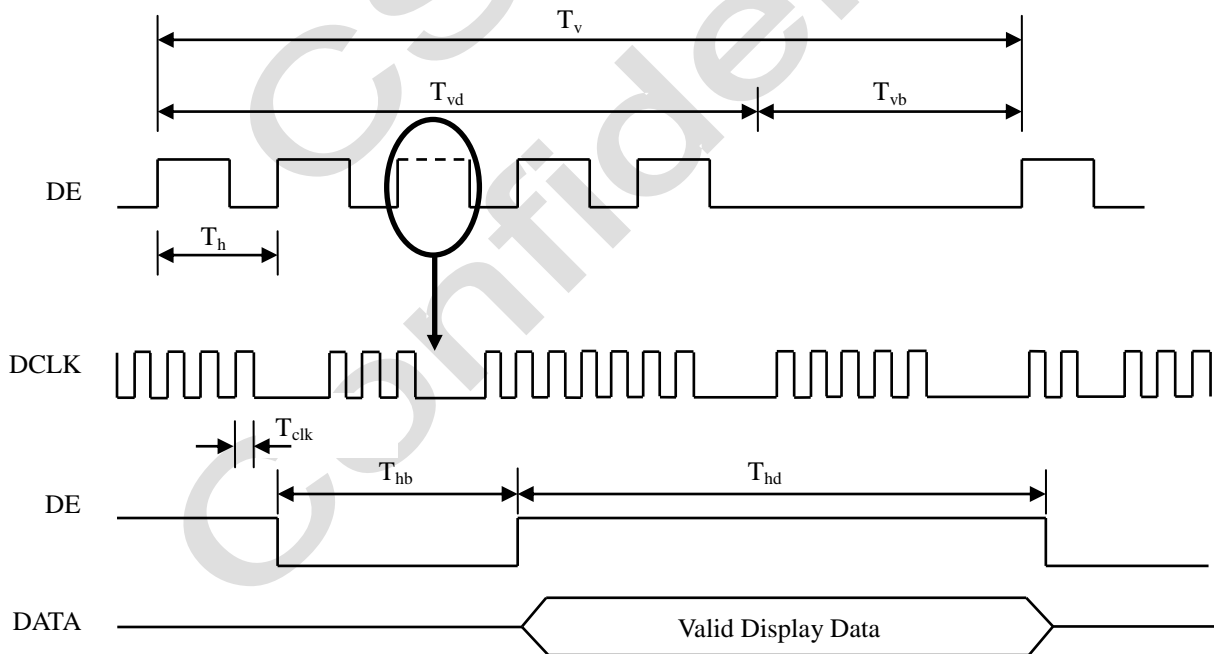 T_v
T_vd T_vb
DE
T_h
DCLK
T_clk
T_hb T_hd
DE
DATA Valid Display Data